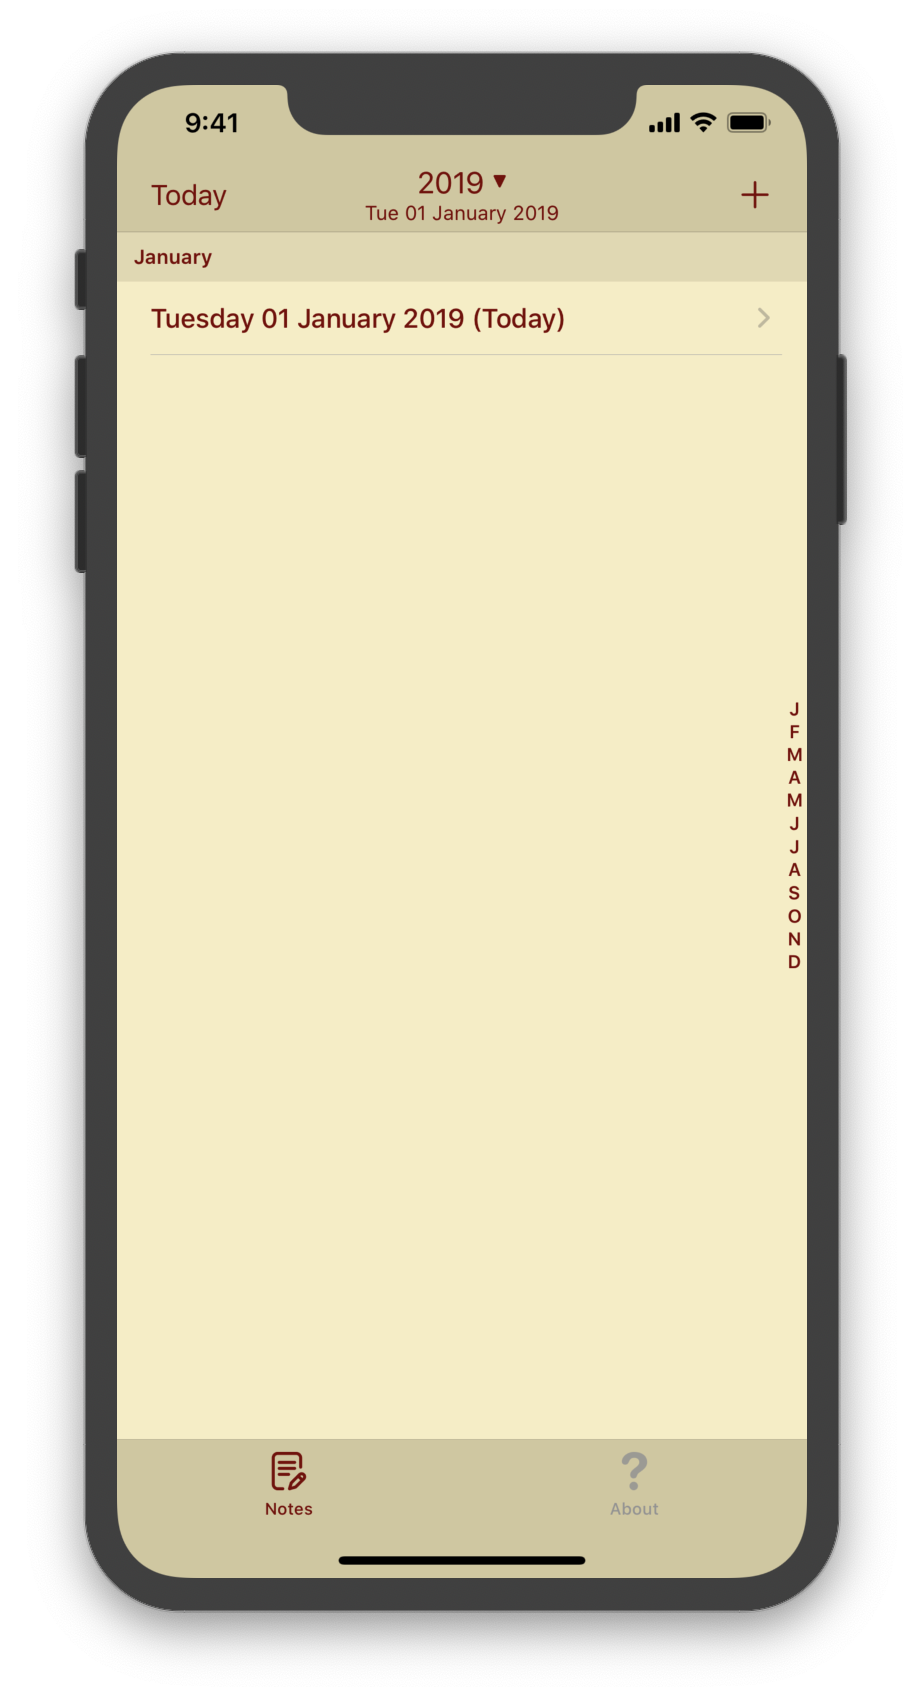 9:41
Today
2019 ▼
Tue 01 January 2019
+
January
Tuesday 01 January 2019 (Today)
J
F
M
A
M
J
J
A
S
O
N
D
Notes
?
About